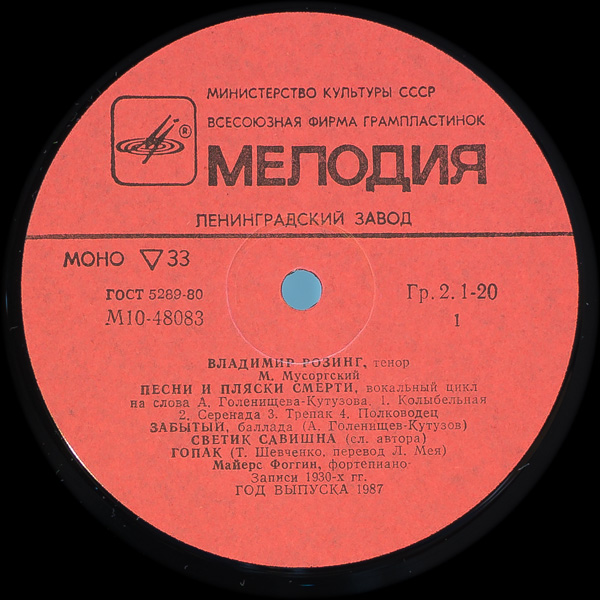 МИНИСТЕРСТВО КУЛЬТУРЫ СССР
ВСЕСОЮЗНАЯ ФИРМА ГРАМПЛАСТИНОК
®
МЕЛОДИЯ
ЛЕНИНГРАДСКИЙ ЗАВОД
МОНО ▽ 33
ГОСТ 5289-80
М10-48083
Гр. 2. 1-20
1
ВЛАДИМИР РОЗИНГ, тенор
М. Мусоргский
ПЕСНИ И ПЛЯСКИ СМЕРТИ, вокальный цикл
на слова А. Голенищева-Кутузова. 1. Колыбельная
2. Серенада 3. Трепак 4. Полководец
ЗАБЫТЫЙ, баллада (А. Голенищев-Кутузов)
СВЕТИК САВИШНА (сл. автора)
ГОПАК (Т. Шевченко, перевод Л. Мея)
Майерс Фоггин, фортепиано
Записи 1930-х гг.
ГОД ВЫПУСКА 1987